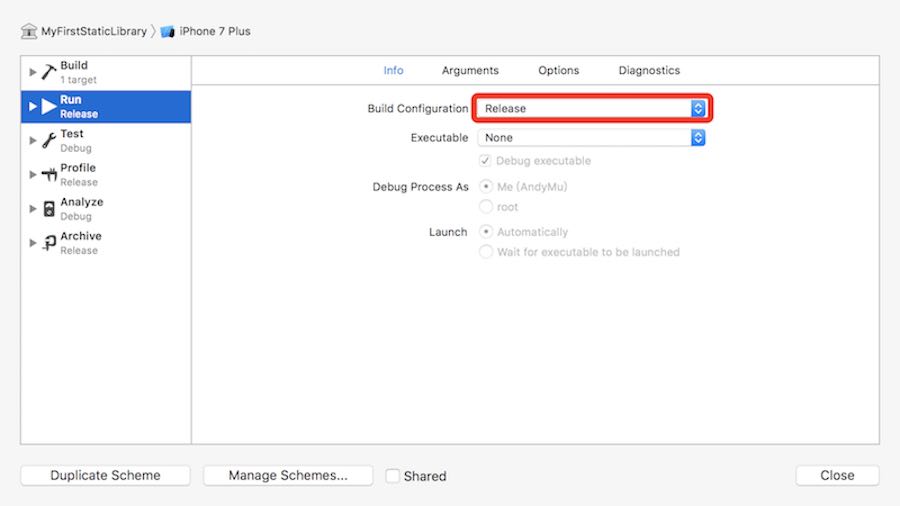 MyFirstStaticLibrary iPhone 7 Plus
Build
1 target
Run
Release
Test
Debug
Profile
Release
Analyze
Debug
Archive
Release
Info Arguments Options Diagnostics
Build Configuration Release
Executable None
Debug executable
Debug Process As Me (AndyMu)
root
Launch Automatically
Wait for executable to be launched
Duplicate Scheme Manage Schemes... Shared Close